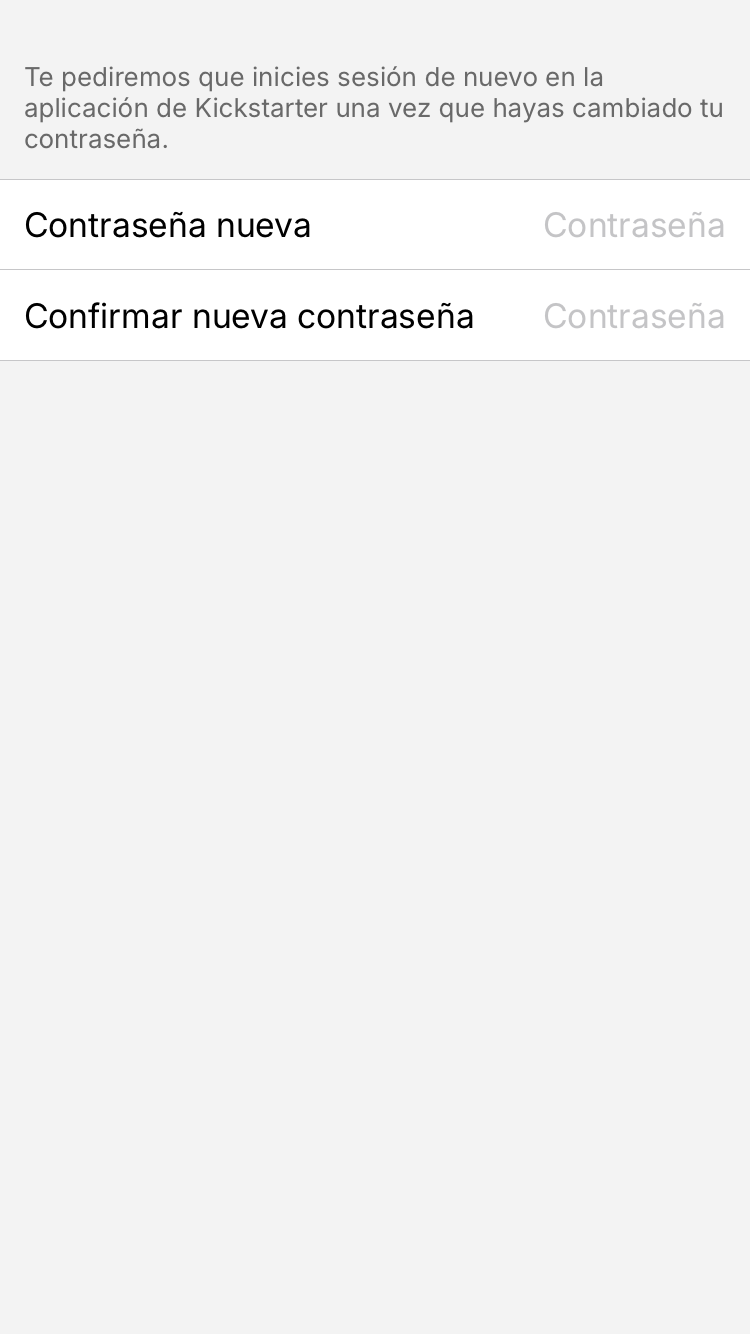 Te pediremos que inicies sesión de nuevo en la
aplicación de Kickstarter una vez que hayas cambiado tu
contraseña.
Contraseña nueva Contraseña
Confirmar nueva contraseña Contraseña